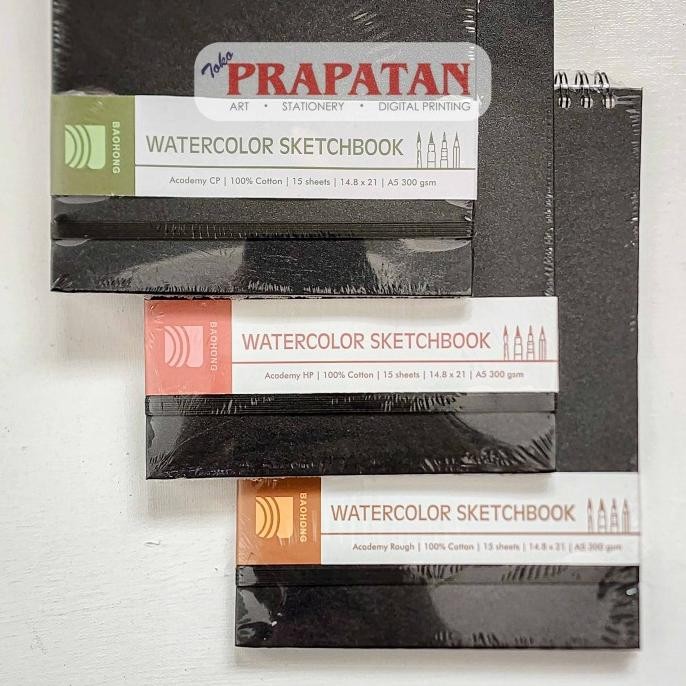 Toko
PRAPATAN
ART • STATIONERY • DIGITAL PRINTING
BAOHONG
WATERCOLOR SKETCHBOOK
Academy CP | 100% Cotton | 15 sheets | 14.8 x 21 | A5 300 gsm
BAOHONG
WATERCOLOR SKETCHBOOK
Academy HP | 100% Cotton | 15 sheets | 14.8 x 21 | A5 300 gsm
BAOHONG
WATERCOLOR SKETCHBOOK
Academy Rough | 100% Cotton | 15 sheets | 14.8 x 21 | A5 300 gsm